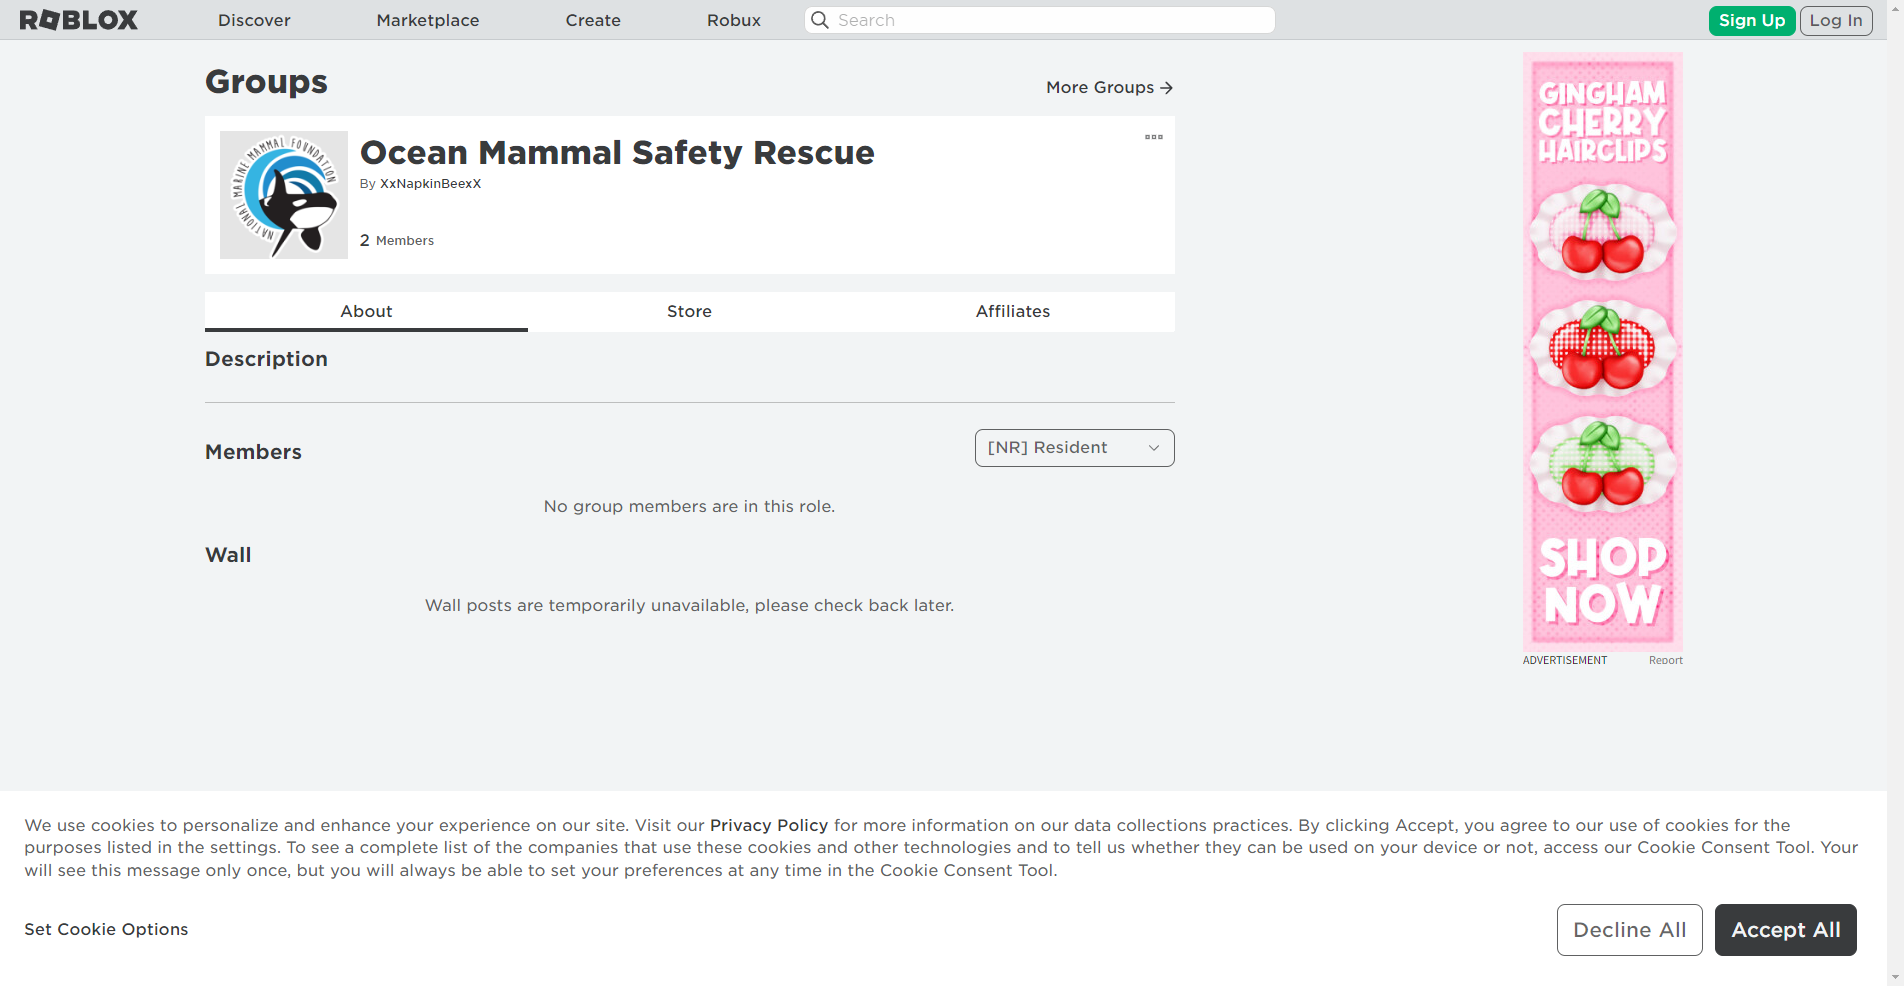 ROBLOX
Discover
Marketplace
Create
Robux
Search
Sign Up
Log In
Groups
More Groups
NATIONAL MARINE MAMMAL FOUNDATION
Ocean Mammal Safety Rescue
By XxNapkinBeexX
2 Members
About
Store
Affiliates
Description
Members
[NR] Resident
No group members are in this role.
Wall
Wall posts are temporarily unavailable, please check back later.
GINGHAM
CHERRY
HAIRCLIPS
SHOP
NOW
ADVERTISEMENT
Report
We use cookies to personalize and enhance your experience on our site. Visit our Privacy Policy for more information on our data collections practices. By clicking Accept, you agree to our use of cookies for the
purposes listed in the settings. To see a complete list of the companies that use these cookies and other technologies and to tell us whether they can be used on your device or not, access our Cookie Consent Tool. Your
will see this message only once, but you will always be able to set your preferences at any time in the Cookie Consent Tool.
Set Cookie Options
Decline All
Accept All